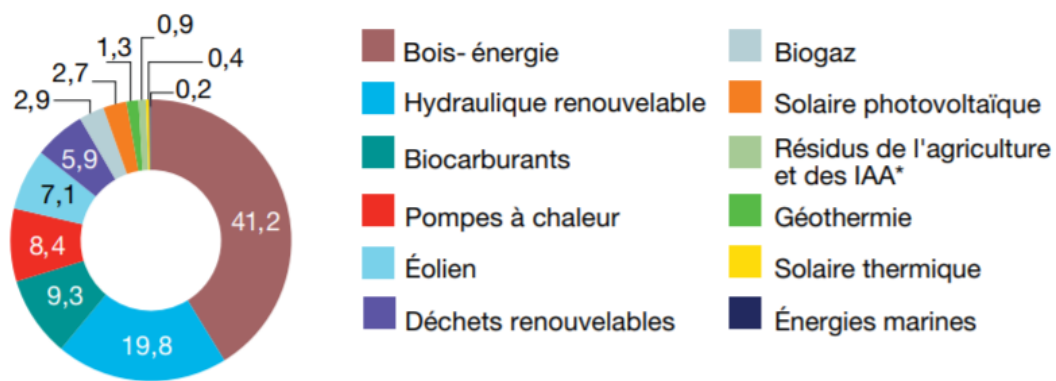 0,9
1,3
0,4
2,7
0,2
2,9
5,9
7,1
41,2
8,4
9,3
19,8
Bois- énergie
Hydraulique renouvelable
Biocarburants
Pompes à chaleur
Éolien
Déchets renouvelables
Biogaz
Solaire photovoltaïque
Résidus de l'agriculture
et des IAA*
Géothermie
Solaire thermique
Énergies marines